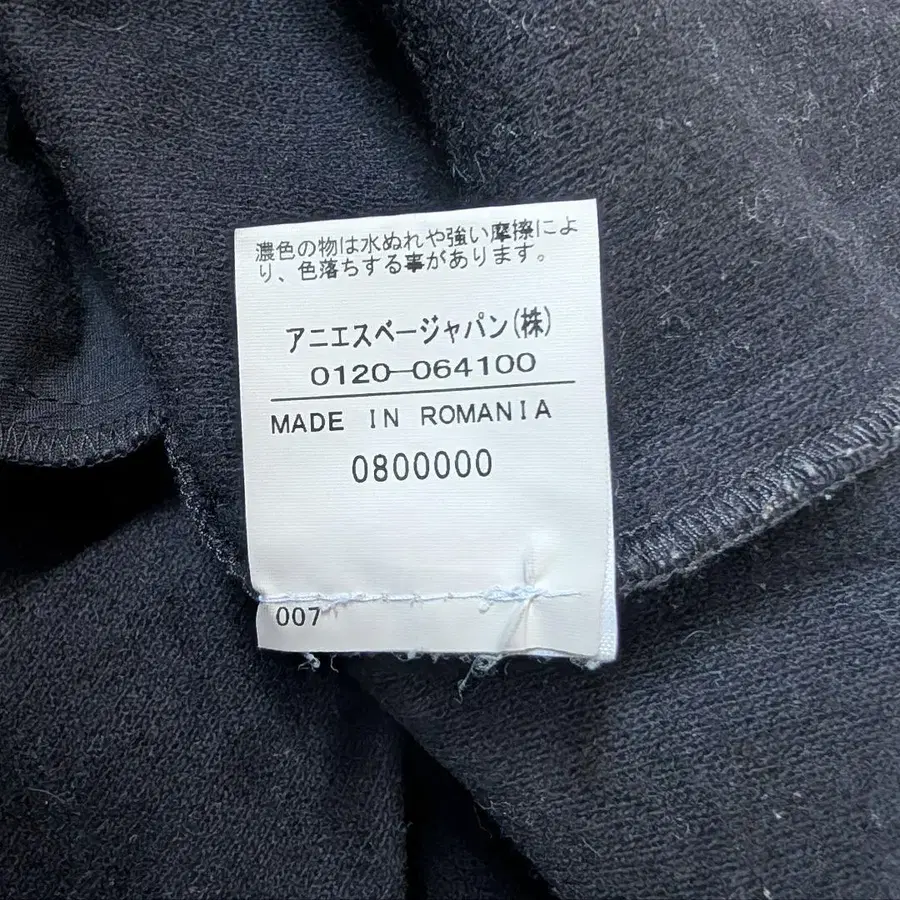 濃色の物は水ぬれや強い摩擦によ
り、色落ちする事があります。
アニエスベージャパン(株)
0120-064100
MADE IN ROMANIA
0800000
007